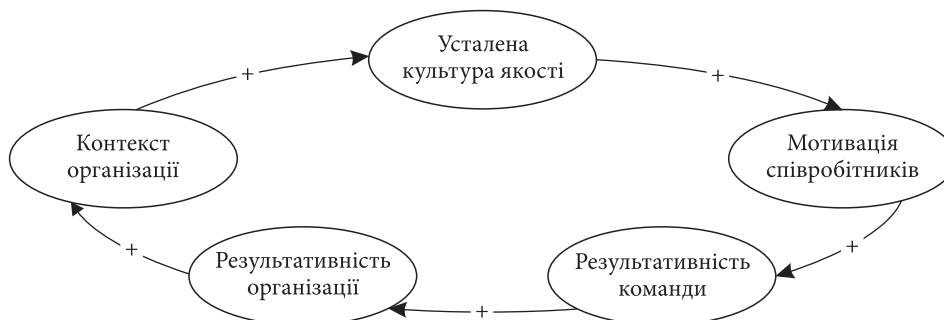 Усталена
культура якості
+
+
Контекст
організації
Мотивація
співробітників
+
+
Результативність
організації
Результативність
команди
+